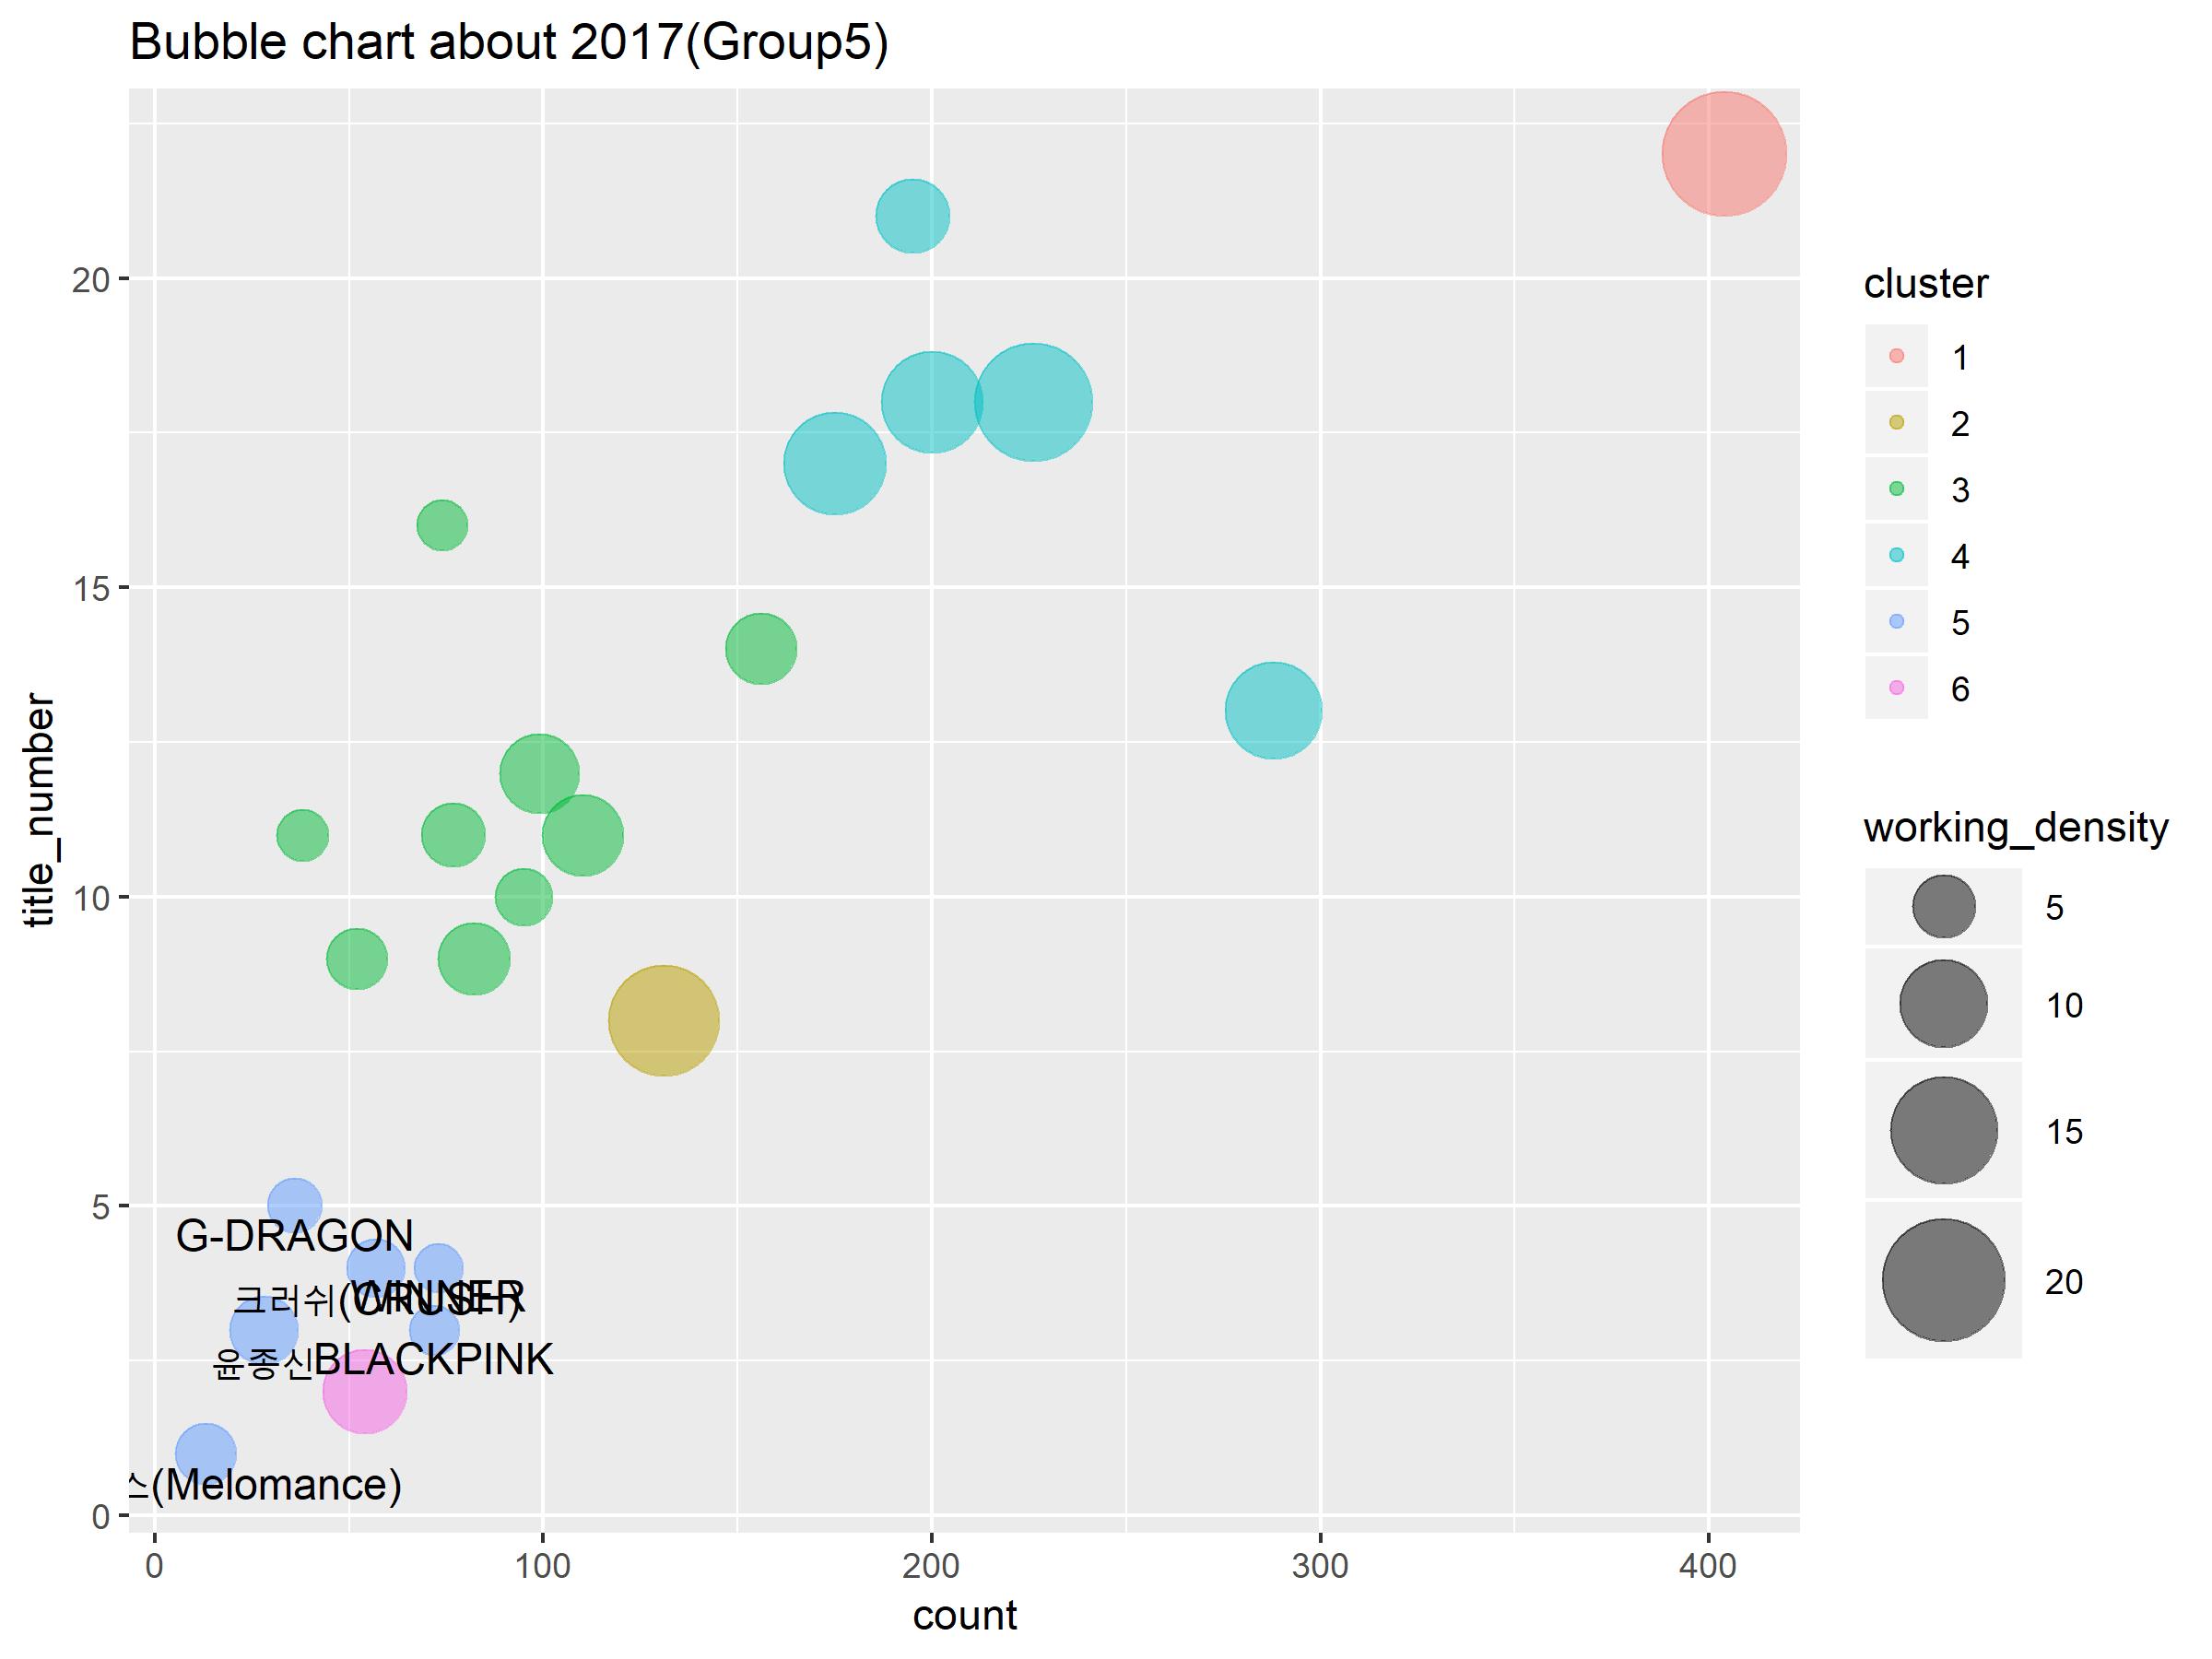 Bubble chart about 2017(Group5)
title_number
20
15
10
5
0
G-DRAGON
크러쉬(CRUSH)
WINNER
윤종신
BLACKPINK
스(Melomance)
0
100
200
300
400
count
cluster
1
2
3
4
5
6
working_density
5
10
15
20